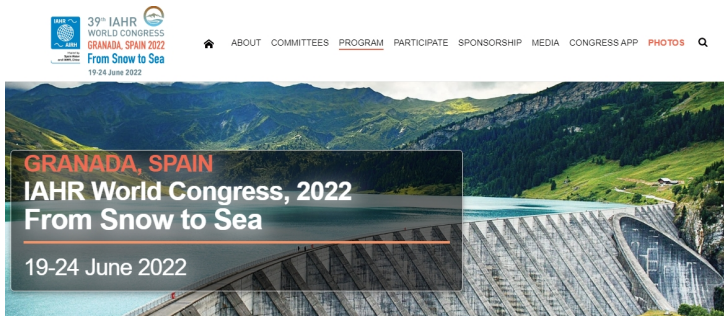 IAHR
AIRH
39th IAHR
WORLD CONGRESS
GRANADA, SPAIN 2022
From Snow to Sea
19-24 June 2022
ABOUT COMMITTEES PROGRAM PARTICIPATE SPONSORSHIP MEDIA CONGRESS APP PHOTOS
GRANADA, SPAIN
IAHR World Congress, 2022
From Snow to Sea
19-24 June 2022